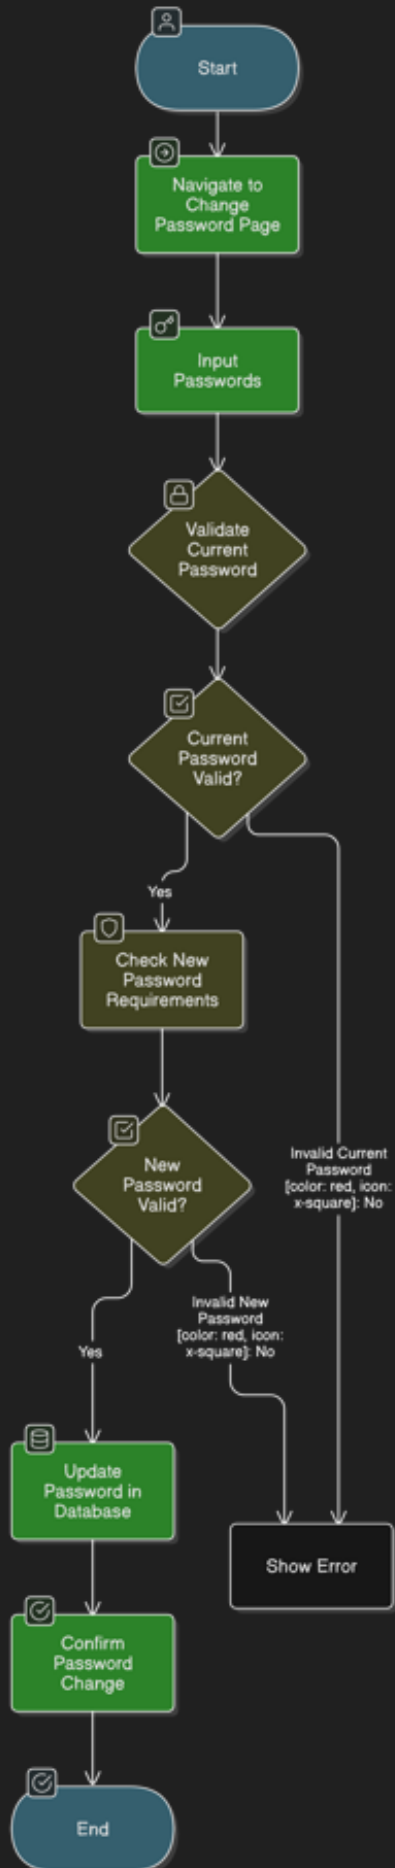 Start
Navigate to
Change
Password Page
Input
Passwords
Validate
Current
Password
Current
Password
Valid?
Yes
Check New
Password
Requirements
New
Password
Valid?
Invalid Current
Password
[color: red, icon:
x-square]: No
Invalid New
Password
[color: red, icon:
x-square]: No
Yes
Update
Password in
Database
Show Error
Confirm
Password
Change
End